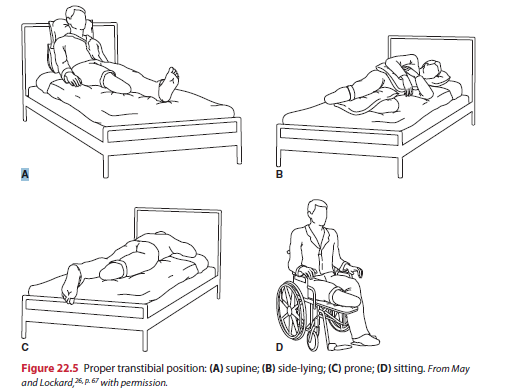 A
B
C
D
Figure 22.5 Proper transtibial position: (A) supine; (B) side-lying; (C) prone; (D) sitting. From May
and Lockard,26, p. 67 with permission.